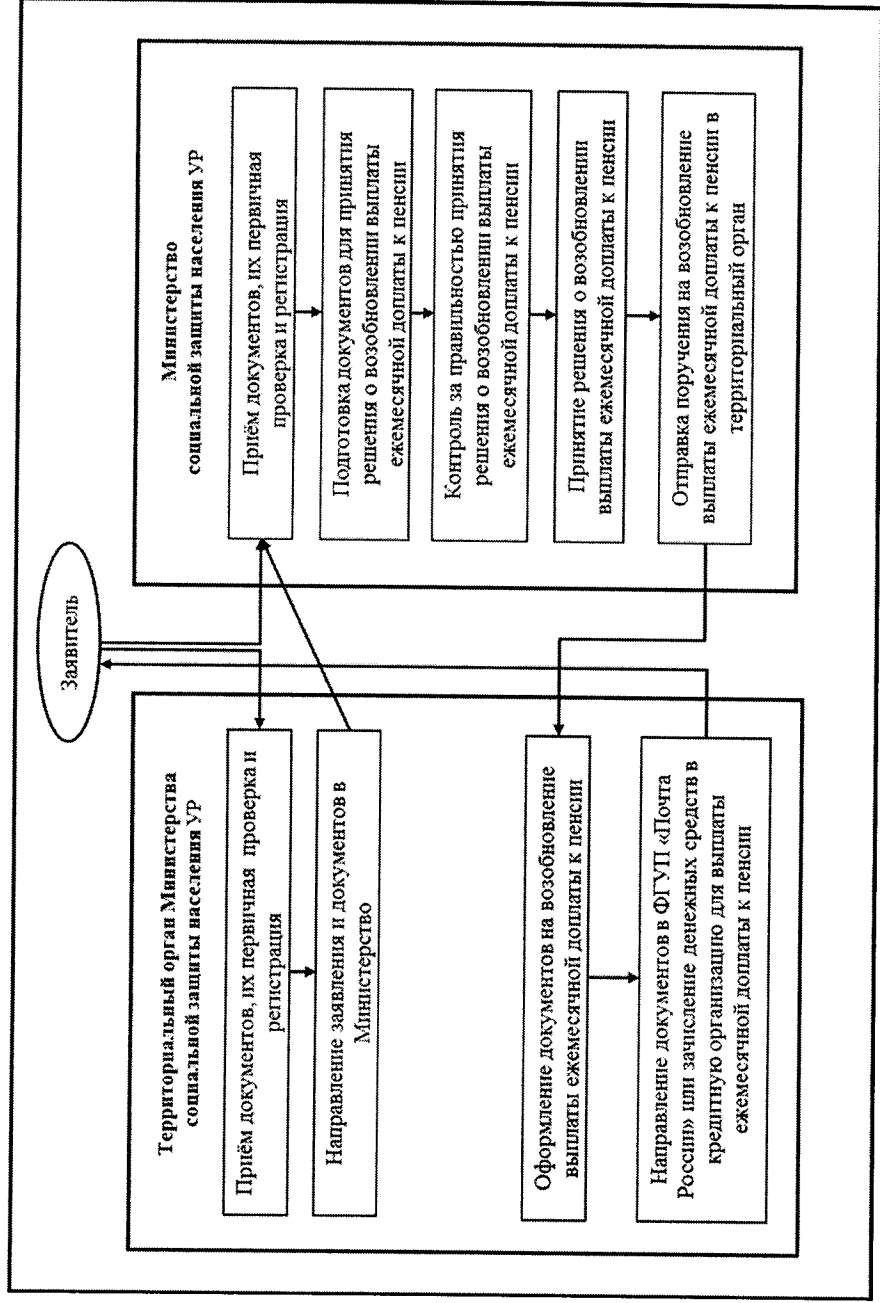 Заявитель
Территориальный орган Министерства
социальной защиты населения УР
Приём документов, их первичная проверка и
регистрация
Направление заявления и документов в
Министерство
Оформление документов на возобновление
выплаты ежемесячной доплаты к пенсии
Направление документов в ФГУП «Почта
России» или зачисление денежных средств в
кредитную организацию для выплаты
ежемесячной доплаты к пенсии
Министерство
социальной защиты населения УР
Приём документов, их первичная
проверка и регистрация
Подготовка документов для принятия
решения о возобновлении выплаты
ежемесячной доплаты к пенсии
Контроль за правильностью принятия
решения о возобновлении выплаты
ежемесячной доплаты к пенсии
Принятие решения о возобновлении
выплаты ежемесячной доплаты к пенсии
Отправка поручения на возобновление
выплаты ежемесячной доплаты к пенсии в
территориальный орган